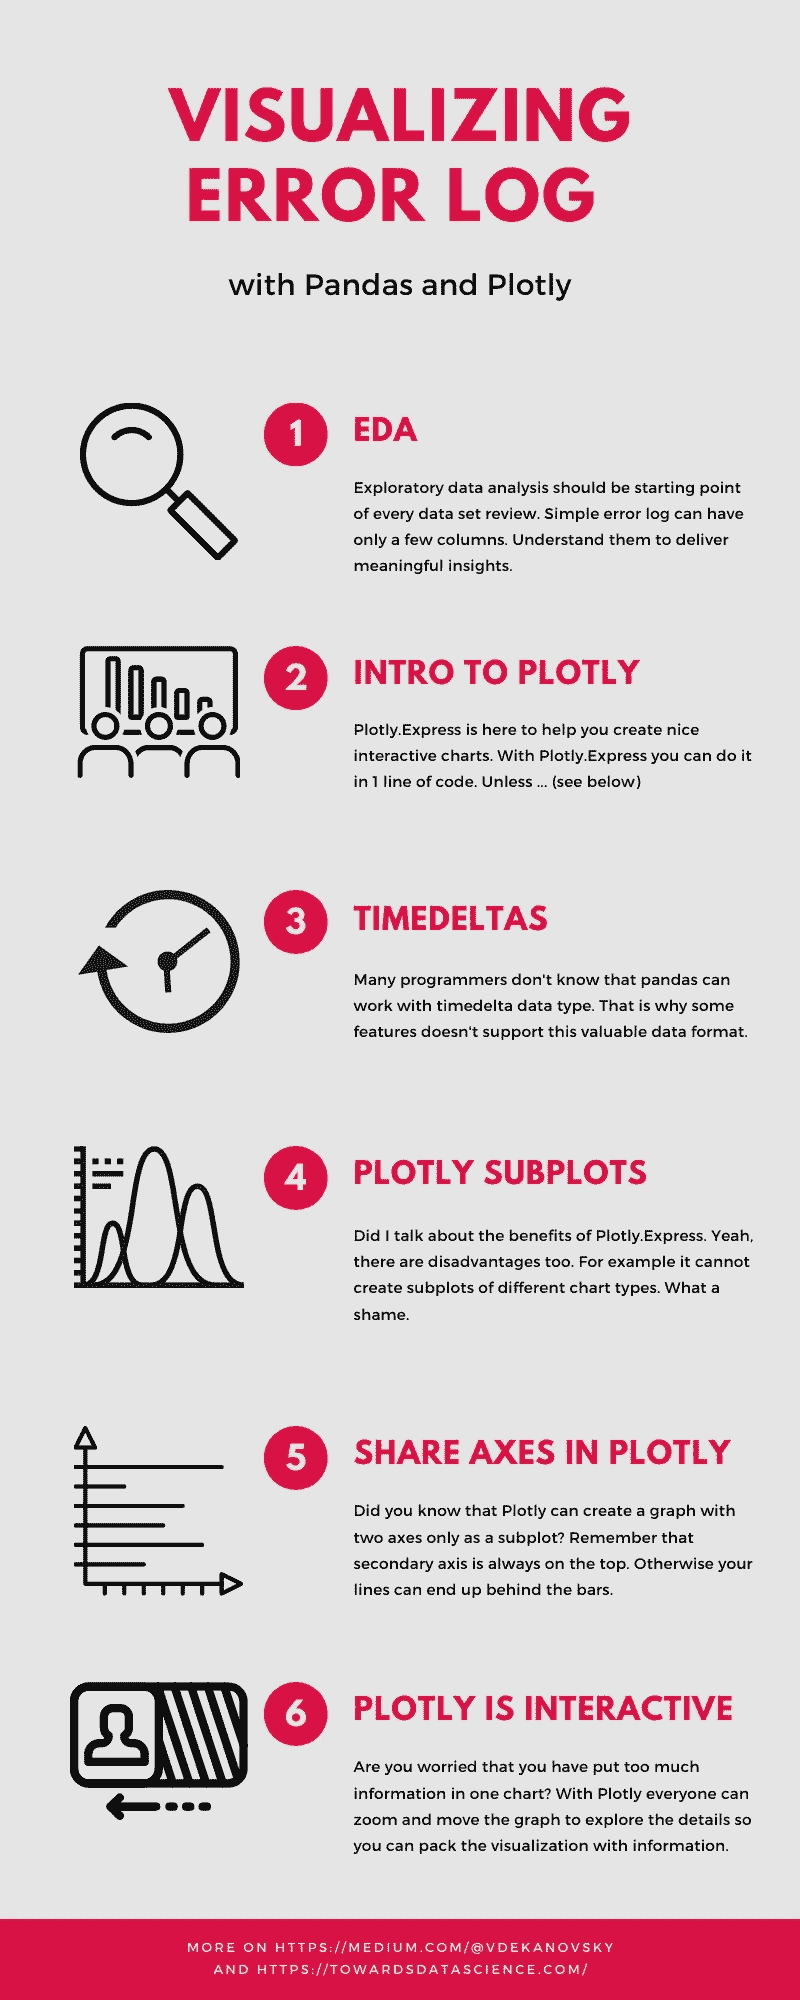 VISUALIZING
ERROR LOG
with Pandas and Plotly
1
EDA
Exploratory data analysis should be starting point
of every data set review. Simple error log can have
only a few columns. Understand them to deliver
meaningful insights.
2
INTRO TO PLOTLY
Plotly.Express is here to help you create nice
interactive charts. With Plotly.Express you can do it
in 1 line of code. Unless ... (see below)
3
TIMEDELTAS
Many programmers don't know that pandas can
work with timedelta data type. That is why some
features doesn't support this valuable data format.
4
PLOTLY SUBPLOTS
Did I talk about the benefits of Plotly.Express. Yeah,
there are disadvantages too. For example it cannot
create subplots of different chart types. What a
shame.
5
SHARE AXES IN PLOTLY
Did you know that Plotly can create a graph with
two axes only as a subplot? Remember that
secondary axis is always on the top. Otherwise your
lines can end up behind the bars.
6
PLOTLY IS INTERACTIVE
Are you worried that you have put too much
information in one chart? With Plotly everyone can
zoom and move the graph to explore the details so
you can pack the visualization with information.
MORE ON HTTPS://MEDIUM.COM/@VDEKANOVSKY
AND HTTPS://TOWARDSDATASCIENCE.COM/